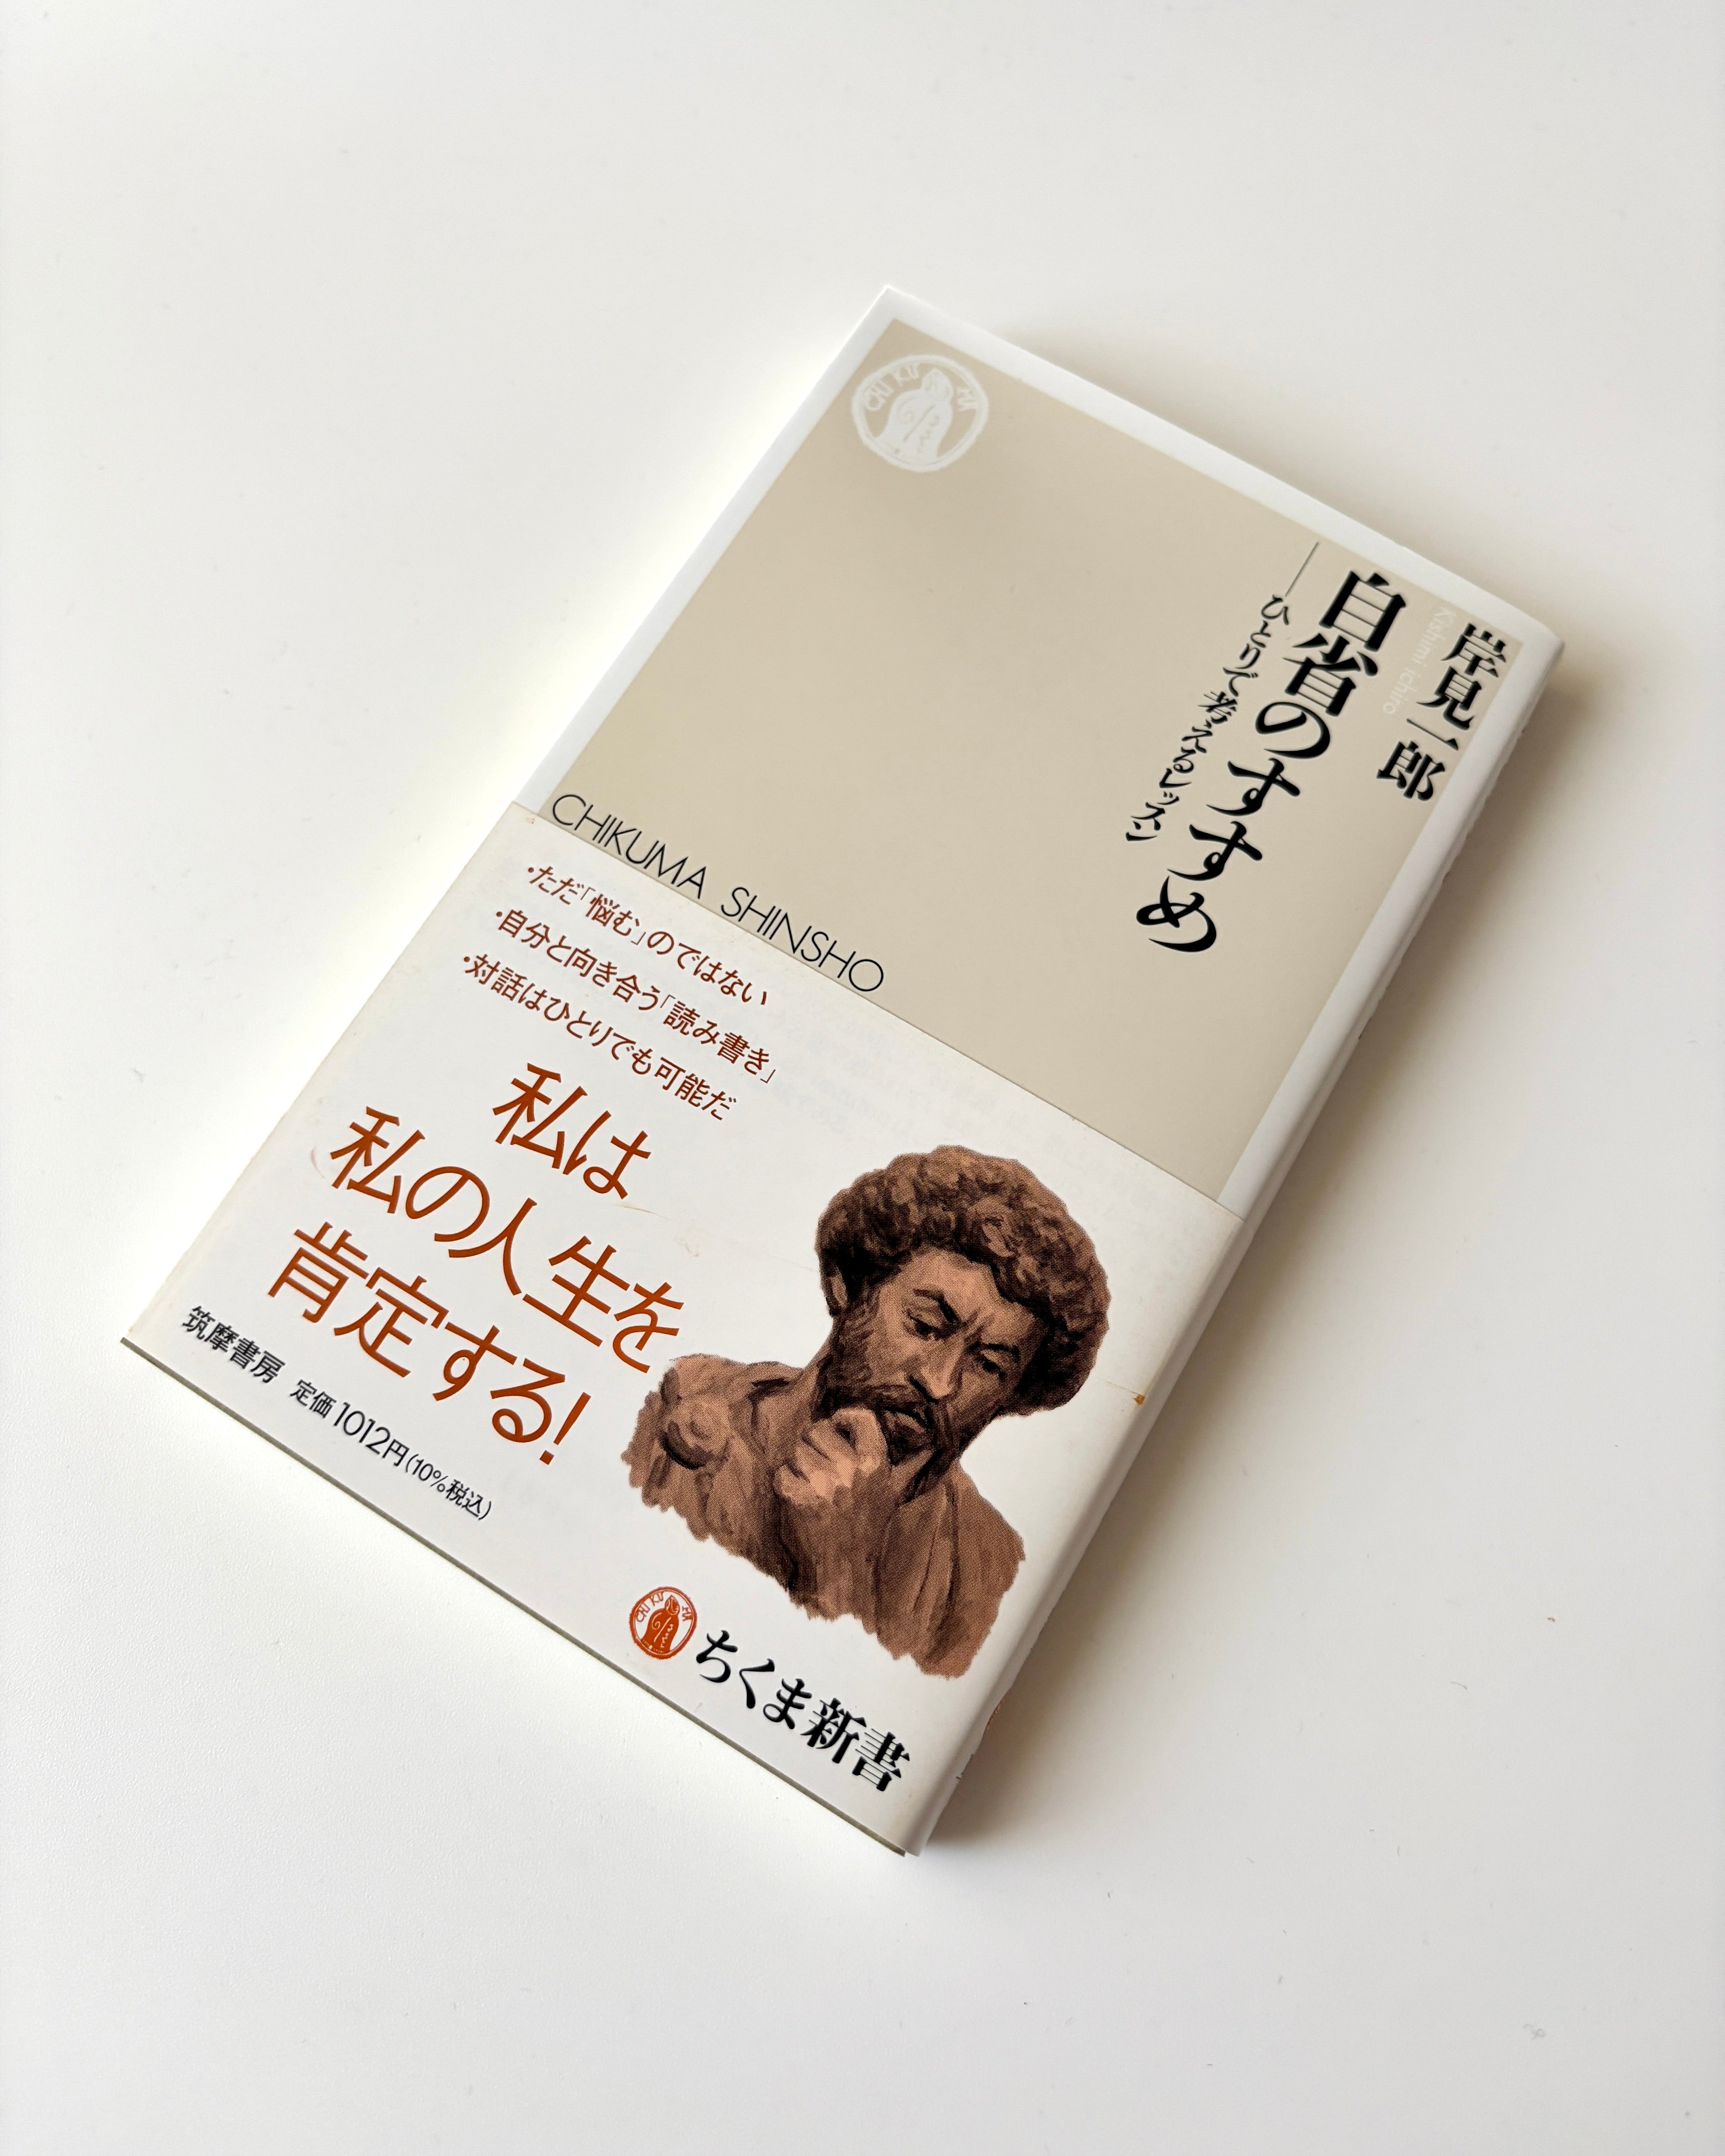 岸見一郎
Kishimi Ichiro
自省のすすめ
──ひとりで考えるレッスン
CHIKUMA
CHIKUMA SHINSHO
・ただ「悩む」のではない
・自分と向き合う「読み書き」
・対話はひとりでも可能だ
私は
私の人生を
肯定する!
筑摩書房 定価1012円(10%税込)
CHIKUMA
ちくま新書